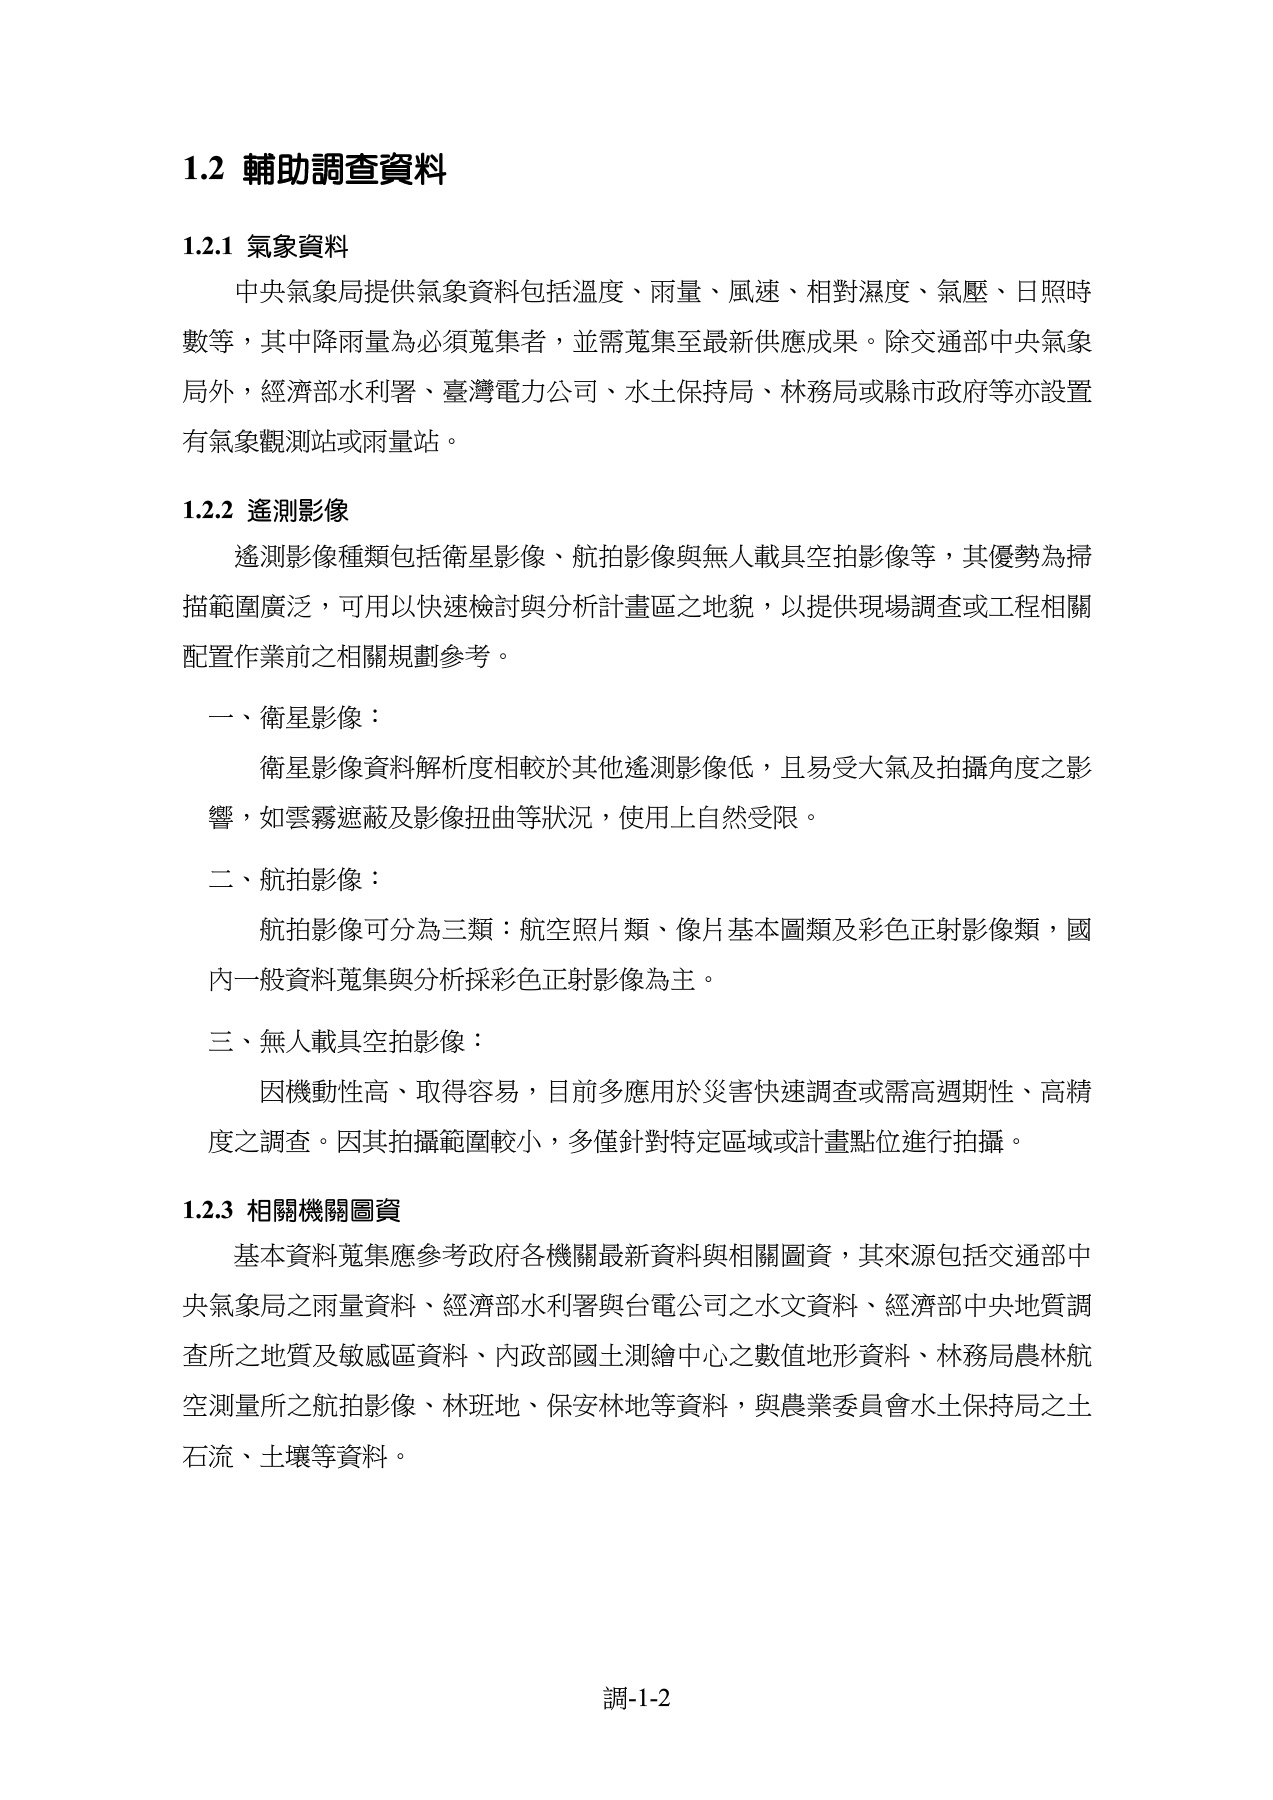 1.2 輔助調查資料
1.2.1 氣象資料
中央氣象局提供氣象資料包括溫度、雨量、風速、相對濕度、氣壓、日照時
數等，其中降雨量為必須蒐集者，並需蒐集至最新供應成果。除交通部中央氣象
局外，經濟部水利署、臺灣電力公司、水土保持局、林務局或縣市政府等亦設置
有氣象觀測站或雨量站。
1.2.2 遙測影像
遙測影像種類包括衛星影像、航拍影像與無人載具空拍影像等，其優勢為掃
描範圍廣泛，可用以快速檢討與分析計畫區之地貌，以提供現場調查或工程相關
配置作業前之相關規劃參考。
一、衛星影像：
衛星影像資料解析度相較於其他遙測影像低，且易受大氣及拍攝角度之影
響，如雲霧遮蔽及影像扭曲等狀況，使用上自然受限。
二、航拍影像：
航拍影像可分為三類：航空照片類、像片基本圖類及彩色正射影像類，國
內一般資料蒐集與分析採彩色正射影像為主。
三、無人載具空拍影像：
因機動性高、取得容易，目前多應用於災害快速調查或需高週期性、高精
度之調查。因其拍攝範圍較小，多僅針對特定區域或計畫點位進行拍攝。
1.2.3 相關機關圖資
基本資料蒐集應參考政府各機關最新資料與相關圖資，其來源包括交通部中
央氣象局之雨量資料、經濟部水利署與台電公司之水文資料、經濟部中央地質調
查所之地質及敏感區資料、內政部國土測繪中心之數值地形資料、林務局農林航
空測量所之航拍影像、林班地、保安林地等資料，與農業委員會水土保持局之土
石流、土壤等資料。
調-1-2